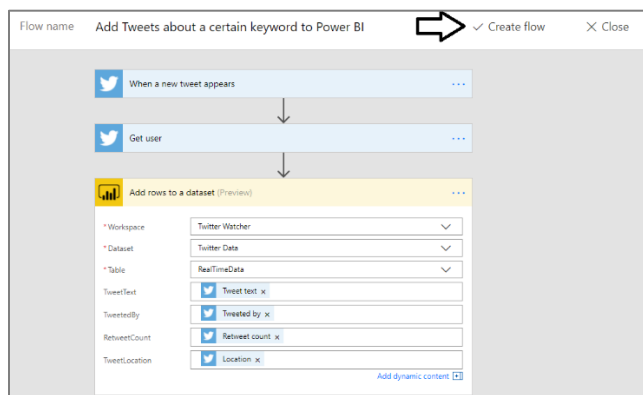 Flow name Add Tweets about a certain keyword to Power BI Create flow Close
When a new tweet appears
Get user
Add rows to a dataset (Preview)
* Workspace Twitter Watcher
* Dataset Twitter Data
* Table RealTimeData
TweetText Tweet text ×
TweetedBy Tweeted by ×
RetweetCount Retweet count ×
TweetLocation Location ×
Add dynamic content